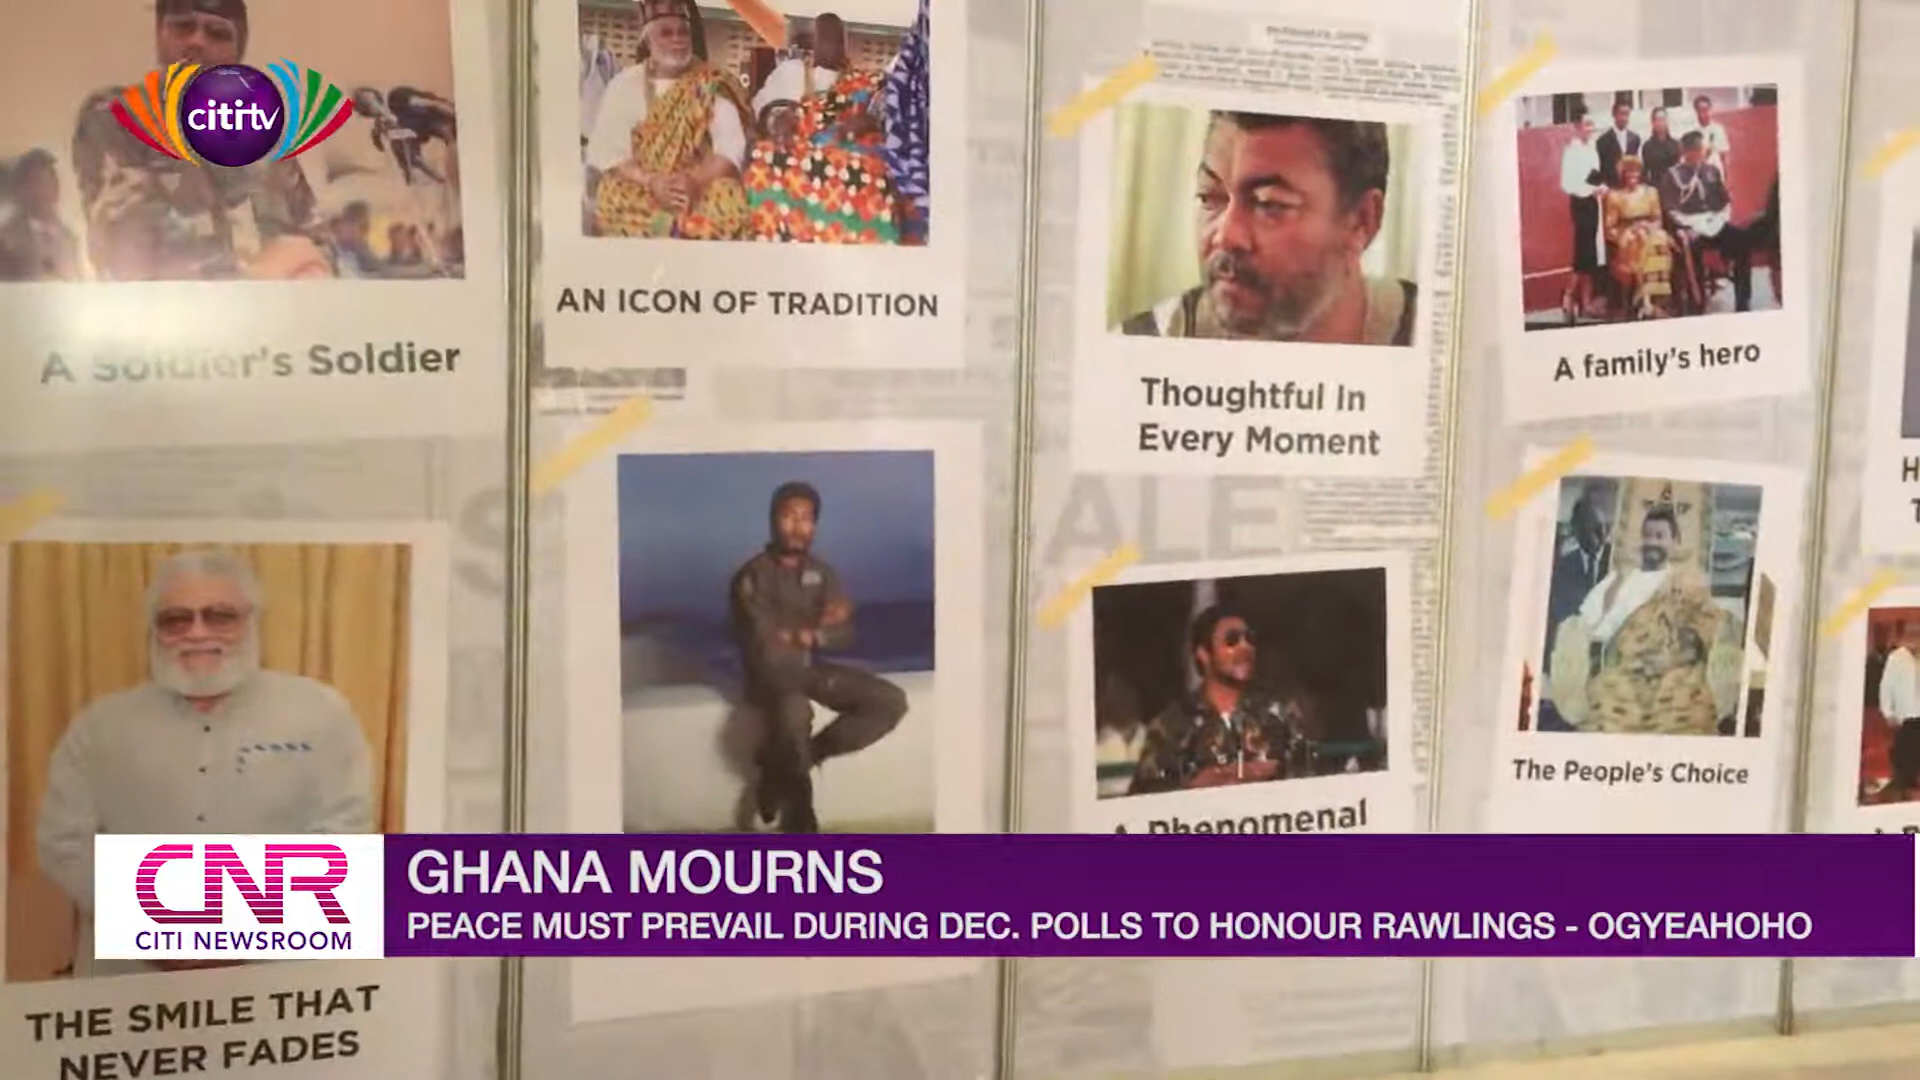 citi tv
A Soldier's Soldier
AN ICON OF TRADITION
Thoughtful In
Every Moment
A family's hero
ALE
The People's Choice
A Phenomenal
THE SMILE THAT
NEVER FADES
CNR
CITI NEWSROOM
GHANA MOURNS
PEACE MUST PREVAIL DURING DEC. POLLS TO HONOUR RAWLINGS - OGYEAHOHO